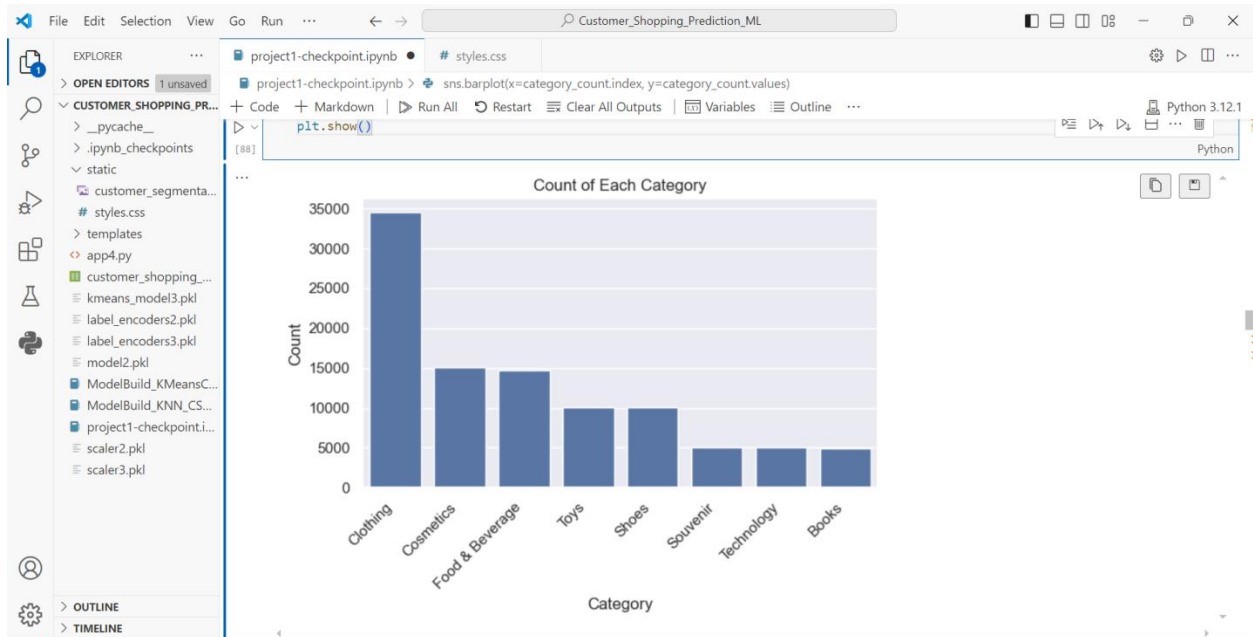 File Edit Selection View Go Run ··· Customer_Shopping_Prediction_ML
EXPLORER ···
OPEN EDITORS 1 unsaved
CUSTOMER_SHOPPING_PR...
__pycache__
.ipynb_checkpoints
static
customer_segmenta...
# styles.css
templates
app4.py
customer_shopping_...
kmeans_model3.pkl
label_encoders2.pkl
label_encoders3.pkl
model2.pkl
ModelBuild_KMeansC...
ModelBuild_KNN_CS...
project1-checkpoint.i...
scaler2.pkl
scaler3.pkl
OUTLINE
TIMELINE
1
project1-checkpoint.ipynb # styles.css
project1-checkpoint.ipynb > sns.barplot(x=category_count.index, y=category_count.values)
+ Code + Markdown | Run All Restart Clear All Outputs | Variables Outline ··· Python 3.12.1
plt.show()
[88] Python
Count of Each Category
35000
30000
25000
20000
15000
10000
5000
0
Count
Clothing
Cosmetics
Food & Beverage
Toys
Shoes
Souvenir
Technology
Books
Category